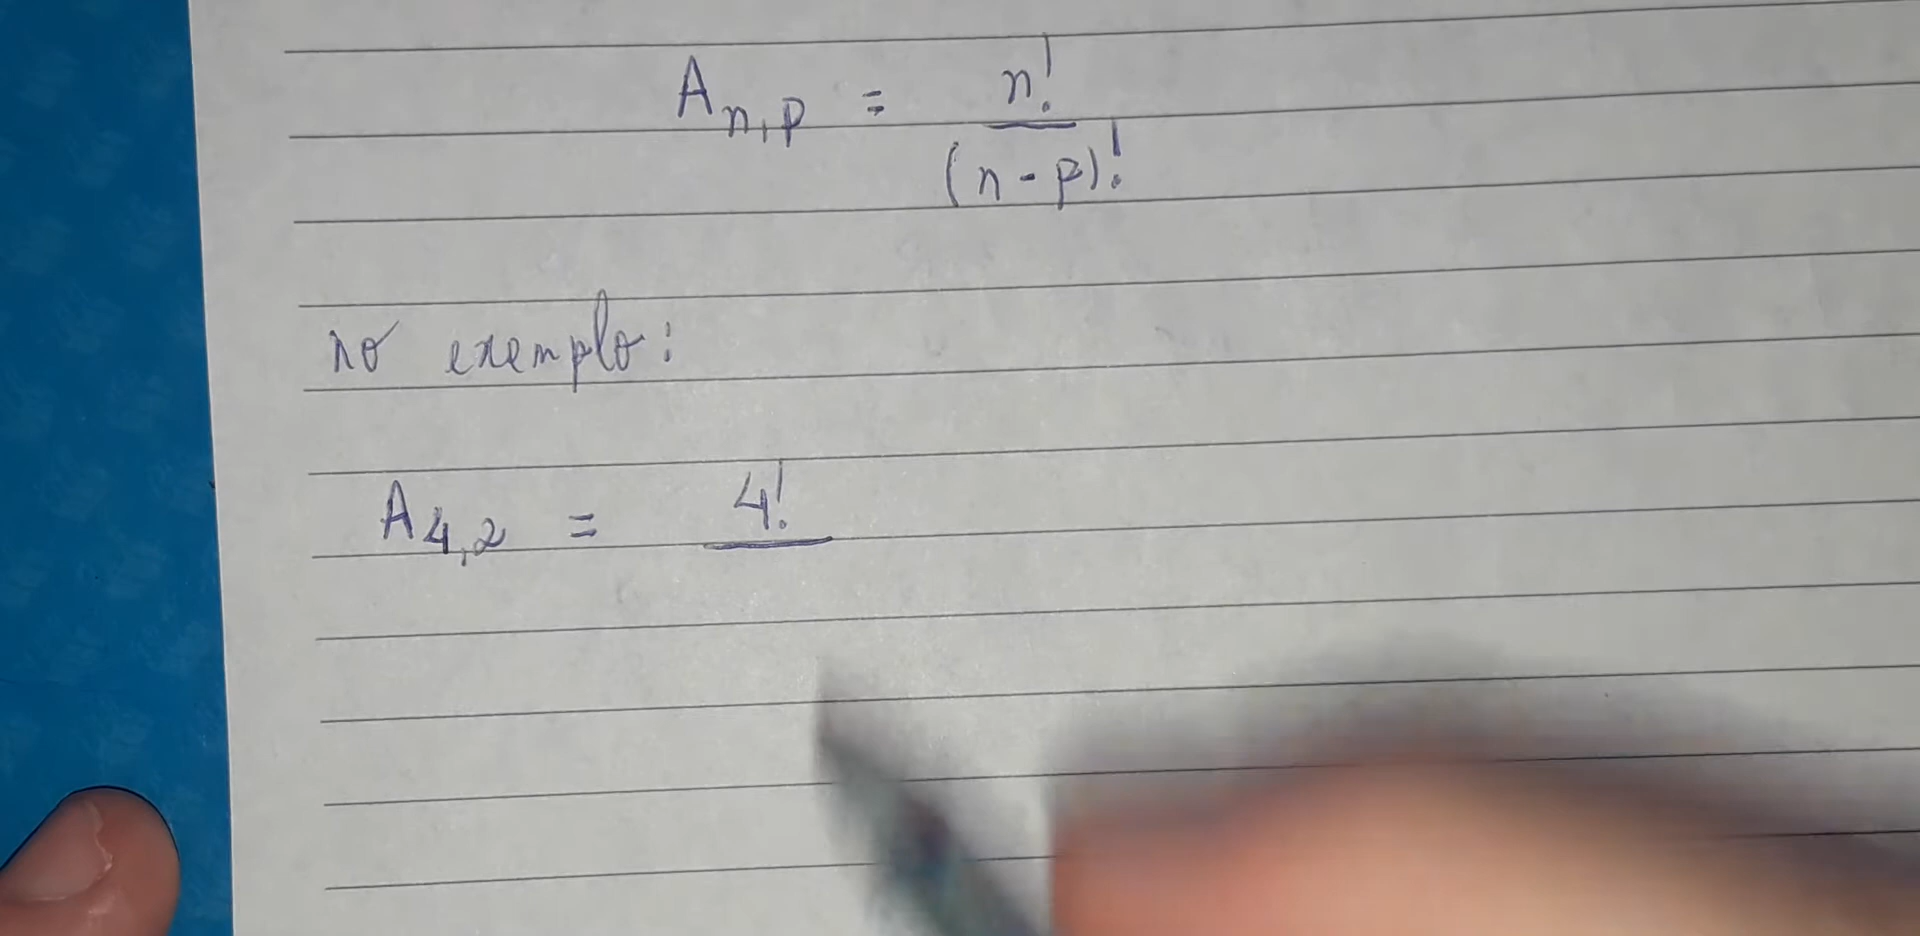 A n,p = n! / (n - p)!
no exemplo:
A 4,2 = 4!